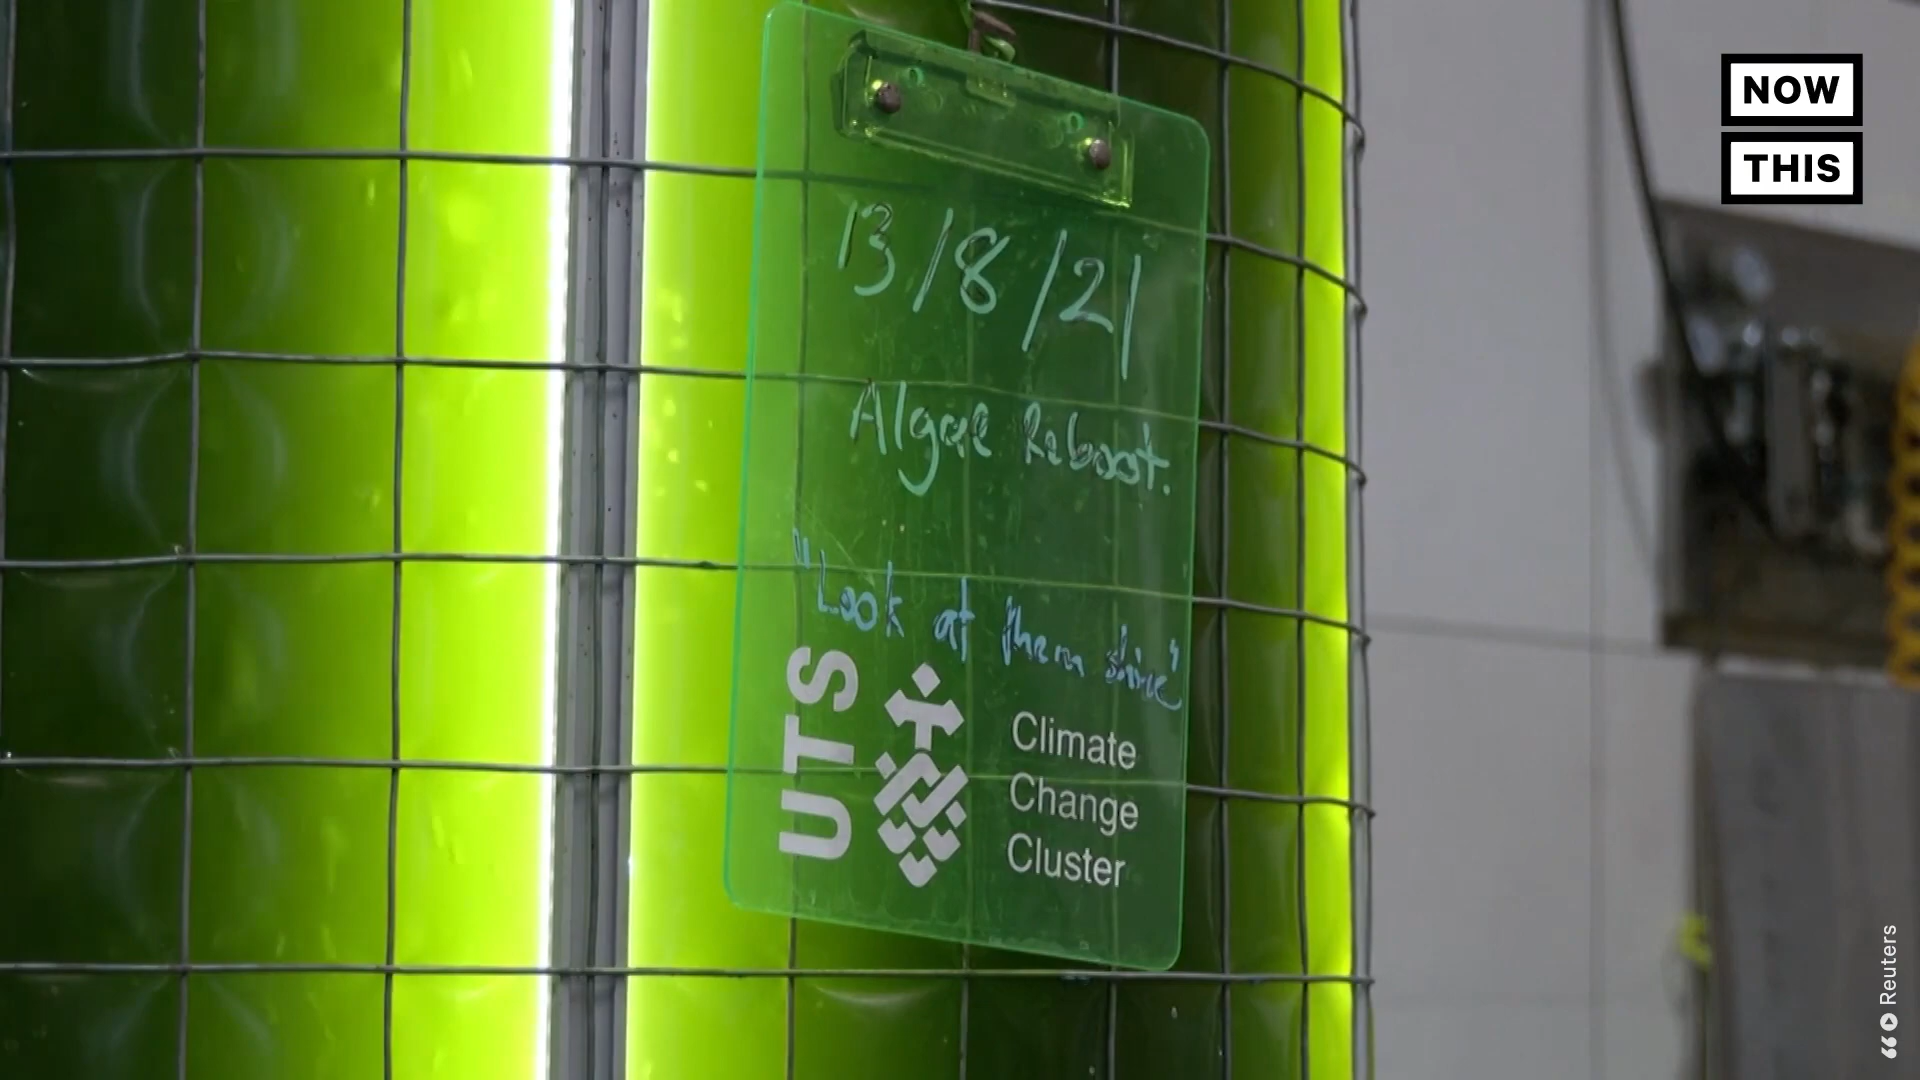 NOW
THIS
13/8/21
Algae Reboot.
"Look at them shine"
UTS
Climate
Change
Cluster
Reuters